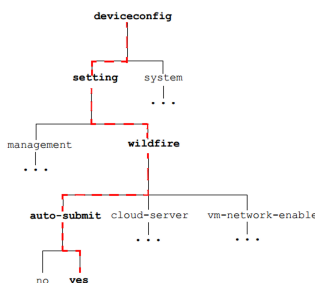 deviceconfig
setting system
...
management wildfire
...
auto-submit cloud-server vm-network-enable
... ...
no yes